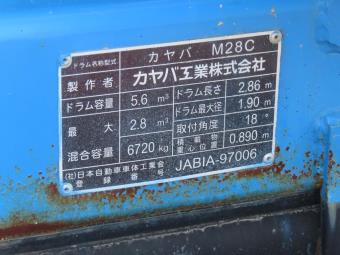 ドラム名称型式 カヤバ M28C
製作者 カヤバ工業株式会社
ドラム容量 5.6 m³ ドラム長さ 2.86 m
ドラム最大径 1.90 m
最大混合容量 2.8 m³ 取付角度 18°
6720 kg 積載物重心位置 0.890 m
(社)日本自動車車体工業会登録番号 JABIA-97006